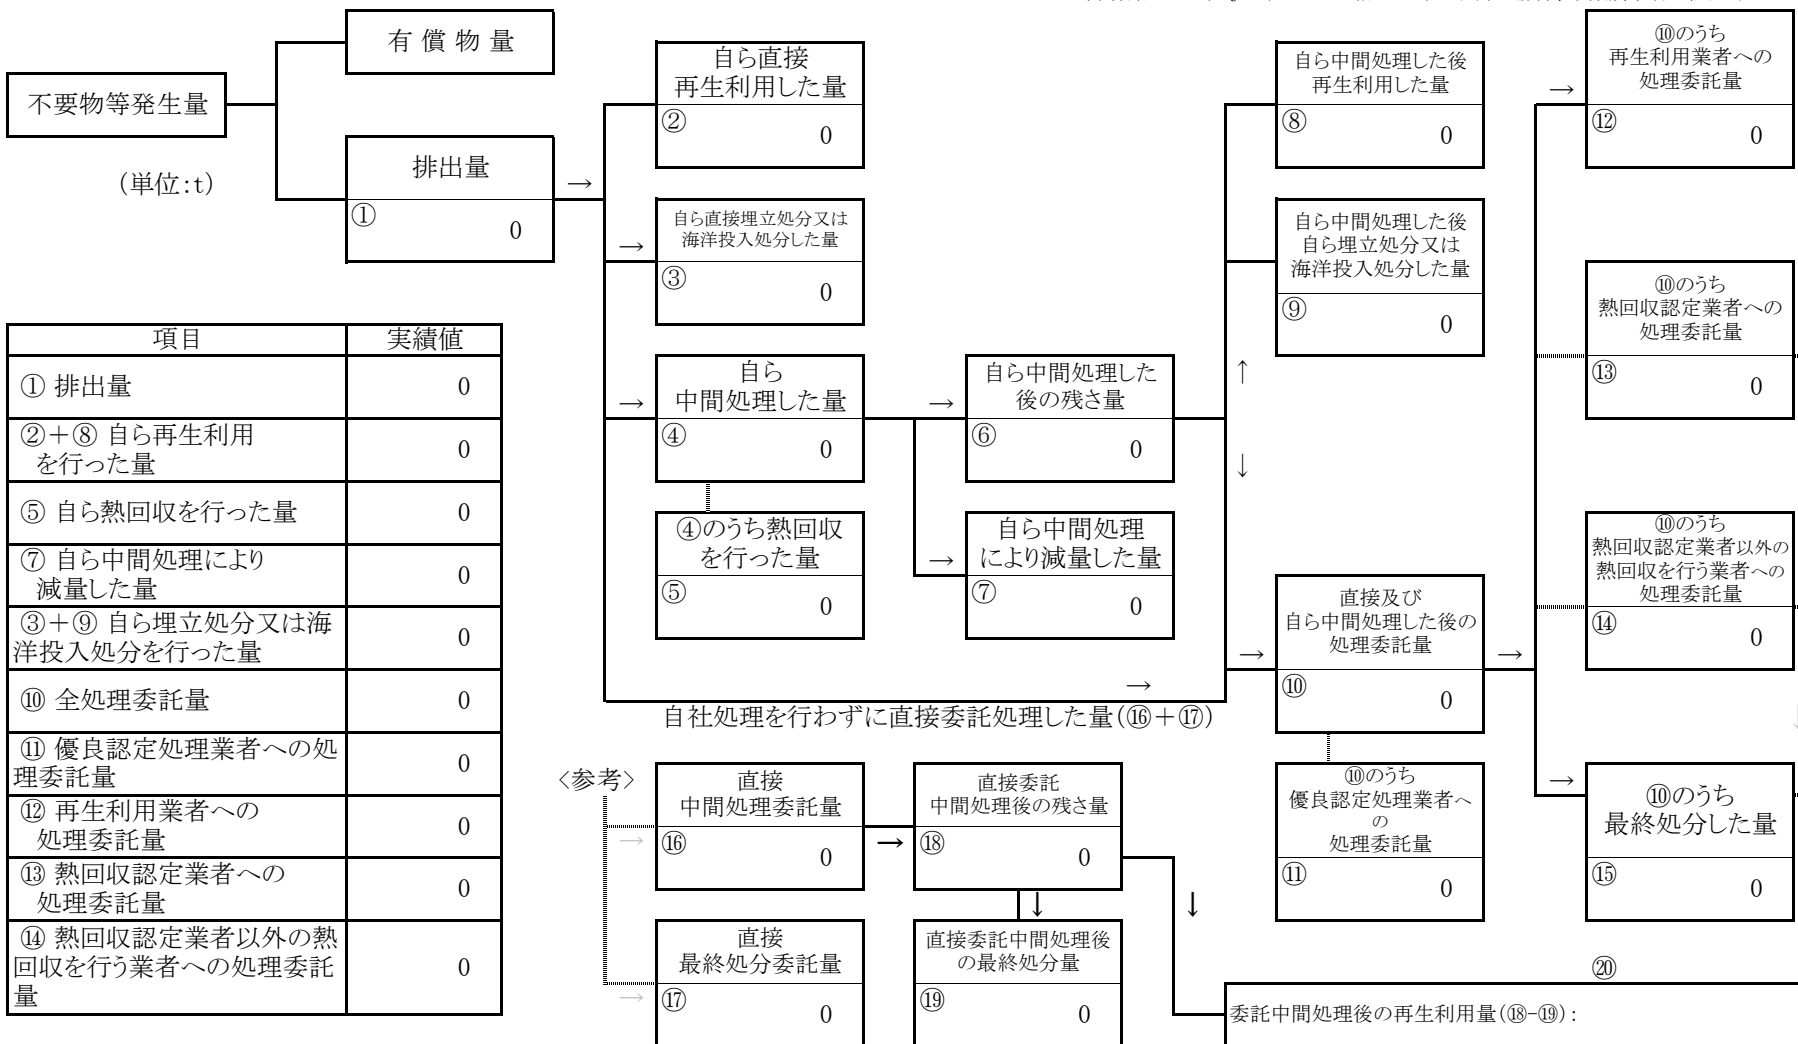 有 償 物 量
不要物等発生量
(単位:t)
排出量
①
0
→
自ら直接
再生利用した量
②
0
→
自ら直接埋立処分又は
海洋投入処分した量
③
0
→
自ら
中間処理した量
④
0
④のうち熱回収
を行った量
⑤
0
→
自ら中間処理した
後の残さ量
⑥
0
→
自ら中間処理
により減量した量
⑦
0
自ら中間処理した後
再生利用した量
⑧
0
自ら中間処理した後
自ら埋立処分又は
海洋投入処分した量
⑨
0
↑
↓
→
直接及び
自ら中間処理した後の
処理委託量
⑩
0
→
→
自社処理を行わずに直接委託処理した量(⑯+⑰)
⑩のうち
優良認定処理業者へ
の
処理委託量
⑪
0
→
⑩のうち
再生利用業者への
処理委託量
⑫
0
⑩のうち
熱回収認定業者への
処理委託量
⑬
0
⑩のうち
熱回収認定業者以外の
熱回収を行う業者への
処理委託量
⑭
0
→
⑩のうち
最終処分した量
⑮
0
項目 実績値
① 排出量 0
②+⑧ 自ら再生利用
を行った量 0
⑤ 自ら熱回収を行った量 0
⑦ 自ら中間処理により
減量した量 0
③+⑨ 自ら埋立処分又は海
洋投入処分を行った量 0
⑩ 全処理委託量 0
⑪ 優良認定処理業者への処
理委託量 0
⑫ 再生利用業者への
処理委託量 0
⑬ 熱回収認定業者への
処理委託量 0
⑭ 熱回収認定業者以外の熱
回収を行う業者への処理委託
量 0
<参考>
→
直接
中間処理委託量
⑯
0
→
直接委託
中間処理後の残さ量
⑱
0
↓
↓
→
直接
最終処分委託量
⑰
0
直接委託中間処理後
の最終処分量
⑲
0
⑳
委託中間処理後の再生利用量(⑱-⑲):